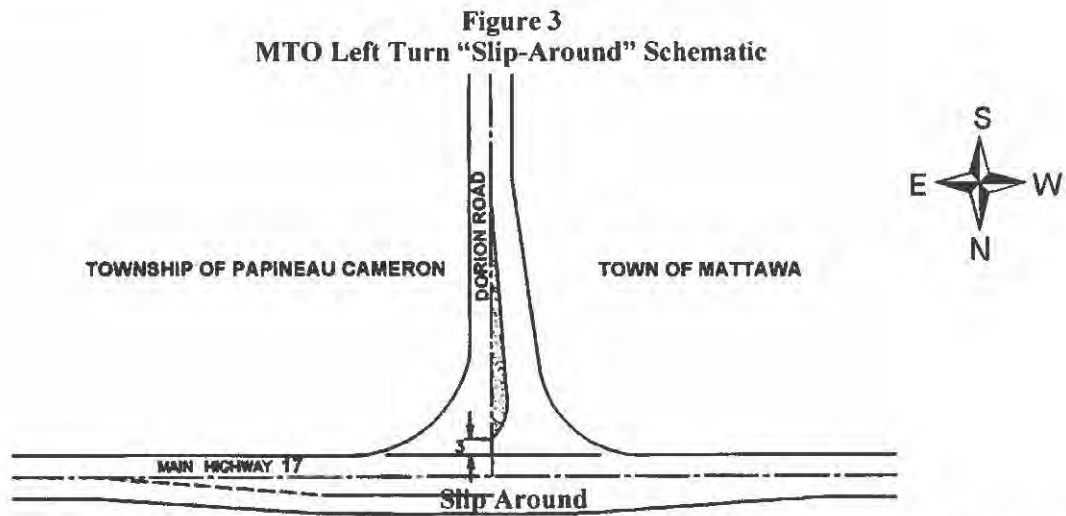 Figure 3
MTO Left Turn “Slip-Around” Schematic
S
E W
N
DORION ROAD
TOWNSHIP OF PAPINEAU CAMERON
TOWN OF MATTAWA
3
MAIN HIGHWAY 17
Slip Around